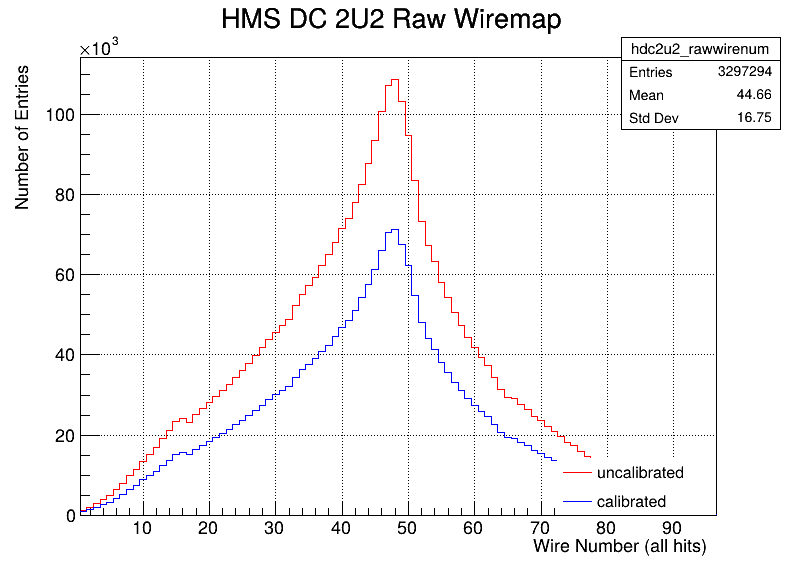 HMS DC 2U2 Raw Wiremap
×10³
hdc2u2_rawwirenum
Entries 3297294
Mean 44.66
Std Dev 16.75
Number of Entries
100
80
60
40
20
0
uncalibrated
calibrated
10 20 30 40 50 60 70 80 90
Wire Number (all hits)